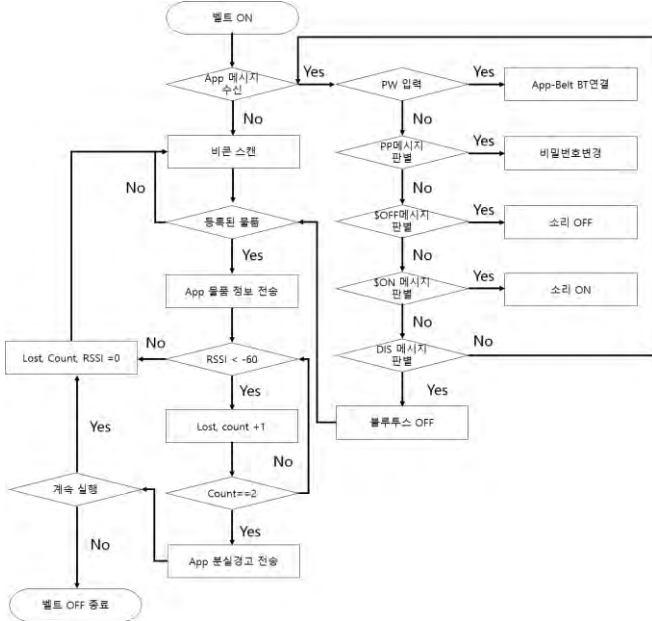 벨트 ON
App 메시지
수신
Yes
PW 입력
Yes
App-Belt BT연결
No
No
비콘 스캔
PP메시지
판별
Yes
비밀번호변경
No
No
등록된 물품
$OFF메시지
판별
Yes
소리 OFF
Yes
No
App 물품 정보 전송
$ON 메시지
판별
Yes
소리 ON
No
No
Lost, Count, RSSI =0
RSSI < -60
DIS 메시지
판별
No
Yes
Yes
Lost, count +1
블루투스 OFF
Yes
No
계속 실행
Count==2
Yes
No
App 분실경고 전송
벨트 OFF 종료